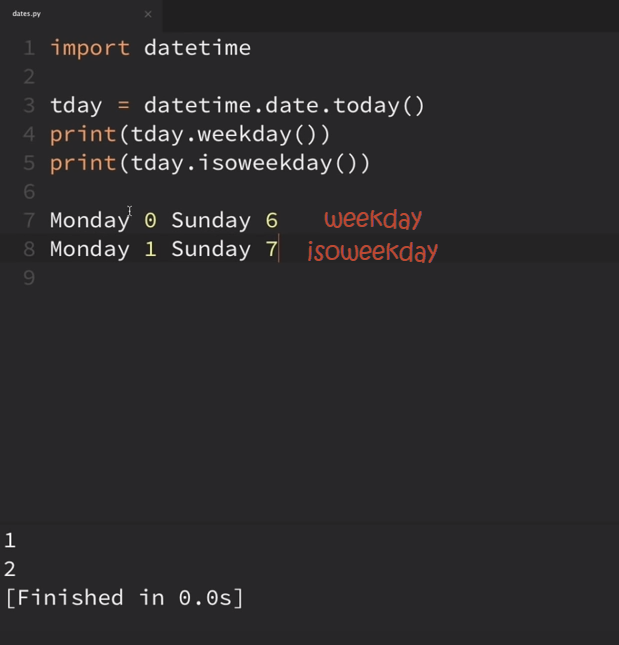 dates.py ×
1 import datetime
2
3 tday = datetime.date.today()
4 print(tday.weekday())
5 print(tday.isoweekday())
6
7 Monday 0 Sunday 6 weekday
8 Monday 1 Sunday 7 isoweekday
9
1
2
[Finished in 0.0s]